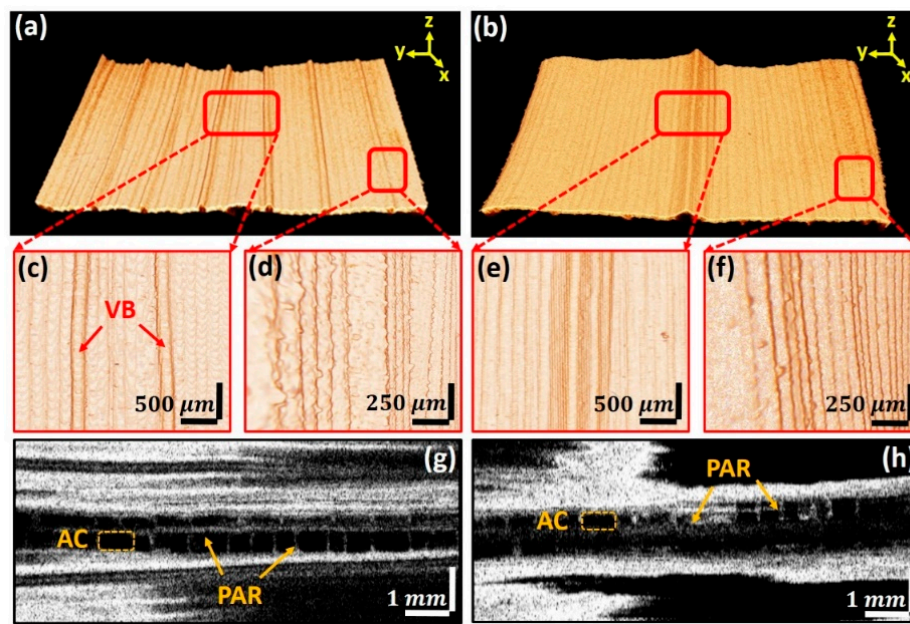 (a)
z
y
x
(b)
z
y
x
(c)
VB
500 μm
(d)
250 μm
(e)
500 μm
(f)
250 μm
(g)
AC
PAR
1 mm
(h)
PAR
AC
1 mm